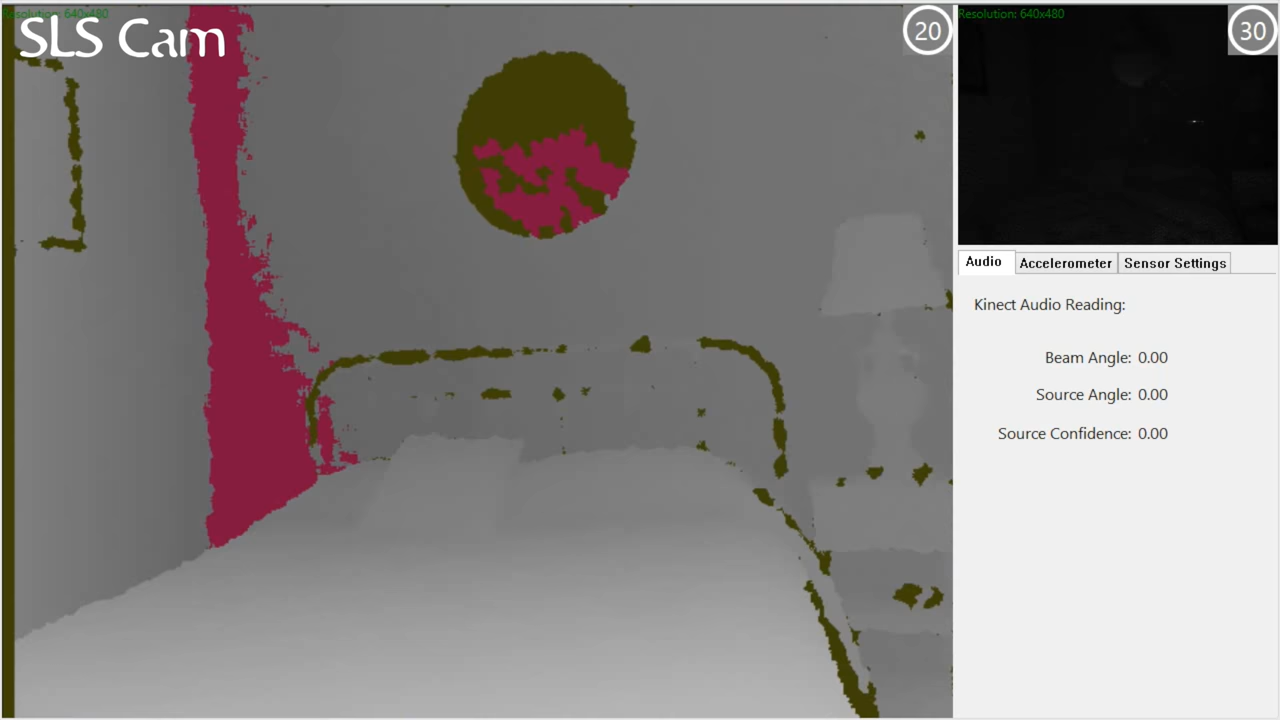 Resolution: 640x480
SLS Cam
20
Resolution: 640x480
30
Audio Accelerometer Sensor Settings
Kinect Audio Reading:
Beam Angle: 0.00
Source Angle: 0.00
Source Confidence: 0.00